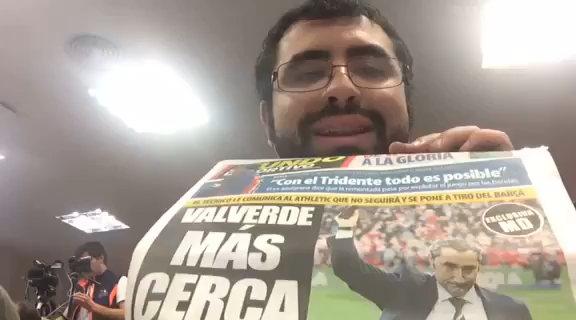 A LA GLORIA
"Con el Tridente todo es posible"
EL TÉCNICO LE COMUNICA AL ATHLETIC QUE NO SEGUIRÁ Y SE PONE A TIRO DEL BARÇA
VALVERDE
MÁS
CERCA
EXCLUSIVA
MD